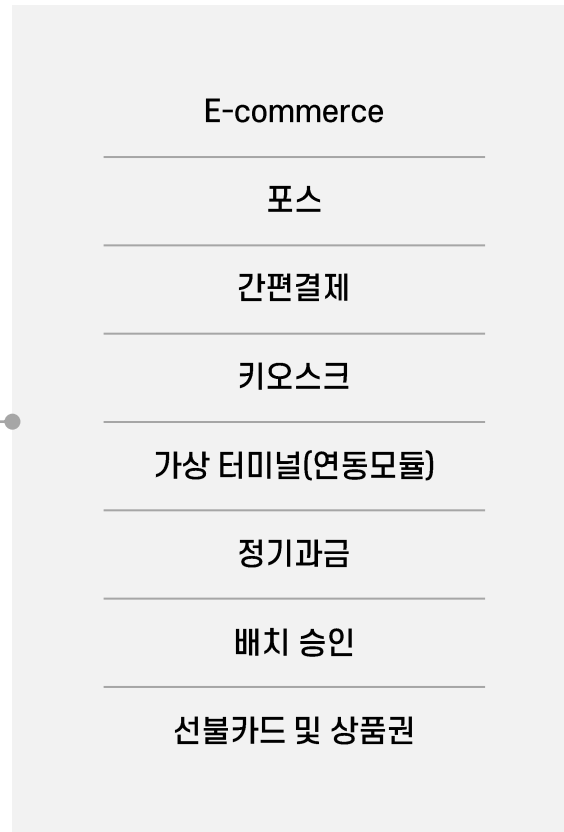 E-commerce
포스
간편결제
키오스크
가상 터미널(연동모듈)
정기과금
배치 승인
선불카드 및 상품권